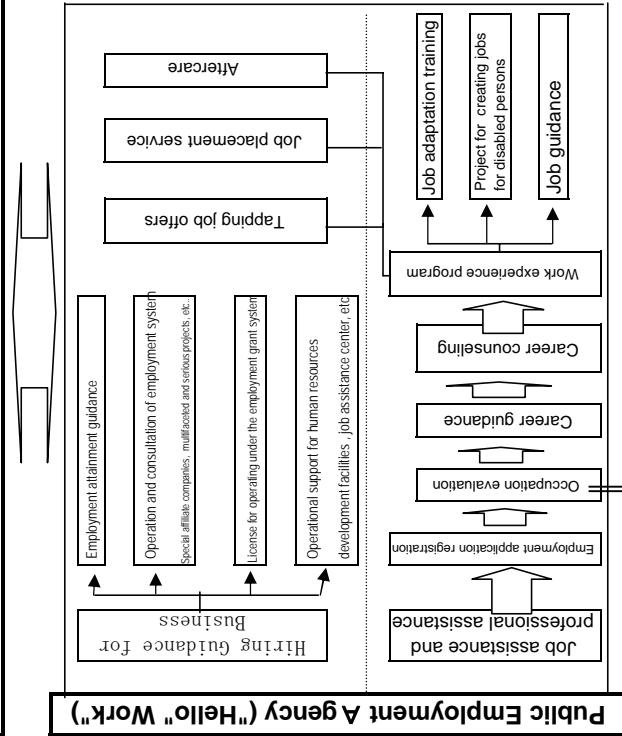 Public Employment Agency ("Hello" Work")
Job assistance and
professional assistance
Employment application registration
Occupation evaluation
Career guidance
Career counseling
Work experience program
Job guidance
Project for creating jobs
for disabled persons
Job adaptation training
Hiring Guidance for
Business
Operational support for human resources
development facilities , job assistance center, etc
License for operating under the employment grant system
Operation and consultation of employment system
Special affiliate companies, multifaceted and serious projects, etc..
Employment attainment guidance
Tapping job offers
Job placement service
Aftercare